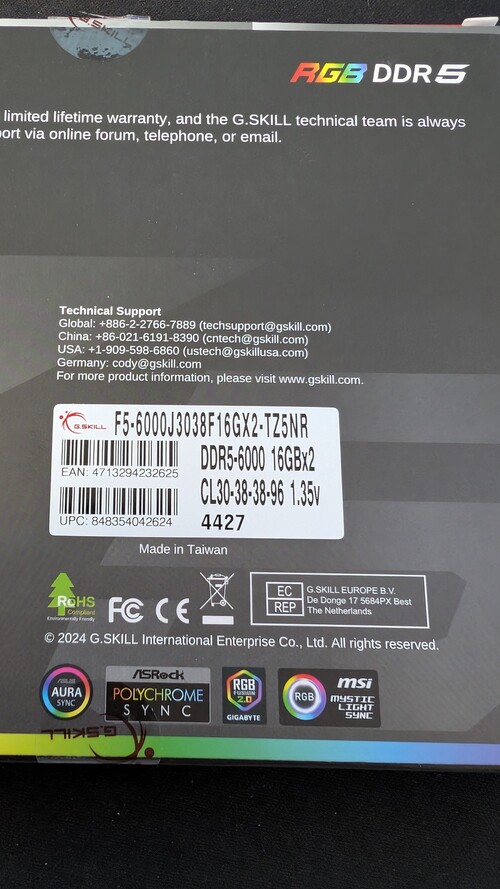 G.SKILL
RGB DDR5
limited lifetime warranty, and the G.SKILL technical team is always
port via online forum, telephone, or email.
Technical Support
Global: +886-2-2766-7889 (techsupport@gskill.com)
China: +86-021-6191-8390 (cntech@gskill.com)
USA: +1-909-598-6860 (ustech@gskillusa.com)
Germany: cody@gskill.com
For more product information, please visit www.gskill.com.
G.SKILL F5-6000J3038F16GX2-TZ5NR
DDR5-6000 16GBx2
EAN: 4713294232625
CL30-38-38-96 1.35v
UPC: 848354042624
4427
Made in Taiwan
RoHS
Compliant
Environmentally Friendly
FC CE
EC
REP
G.SKILL EUROPE B.V.
De Donge 17 5684PX Best
The Netherlands
© 2024 G.SKILL International Enterprise Co., Ltd. All rights reserved.
ASUS
AURA
SYNC
ASRock
POLYCHROME
SYNC
RGB
FUSION
2.0
GIGABYTE
RGB
msi
MYSTIC
LIGHT
SYNC
G.SKILL